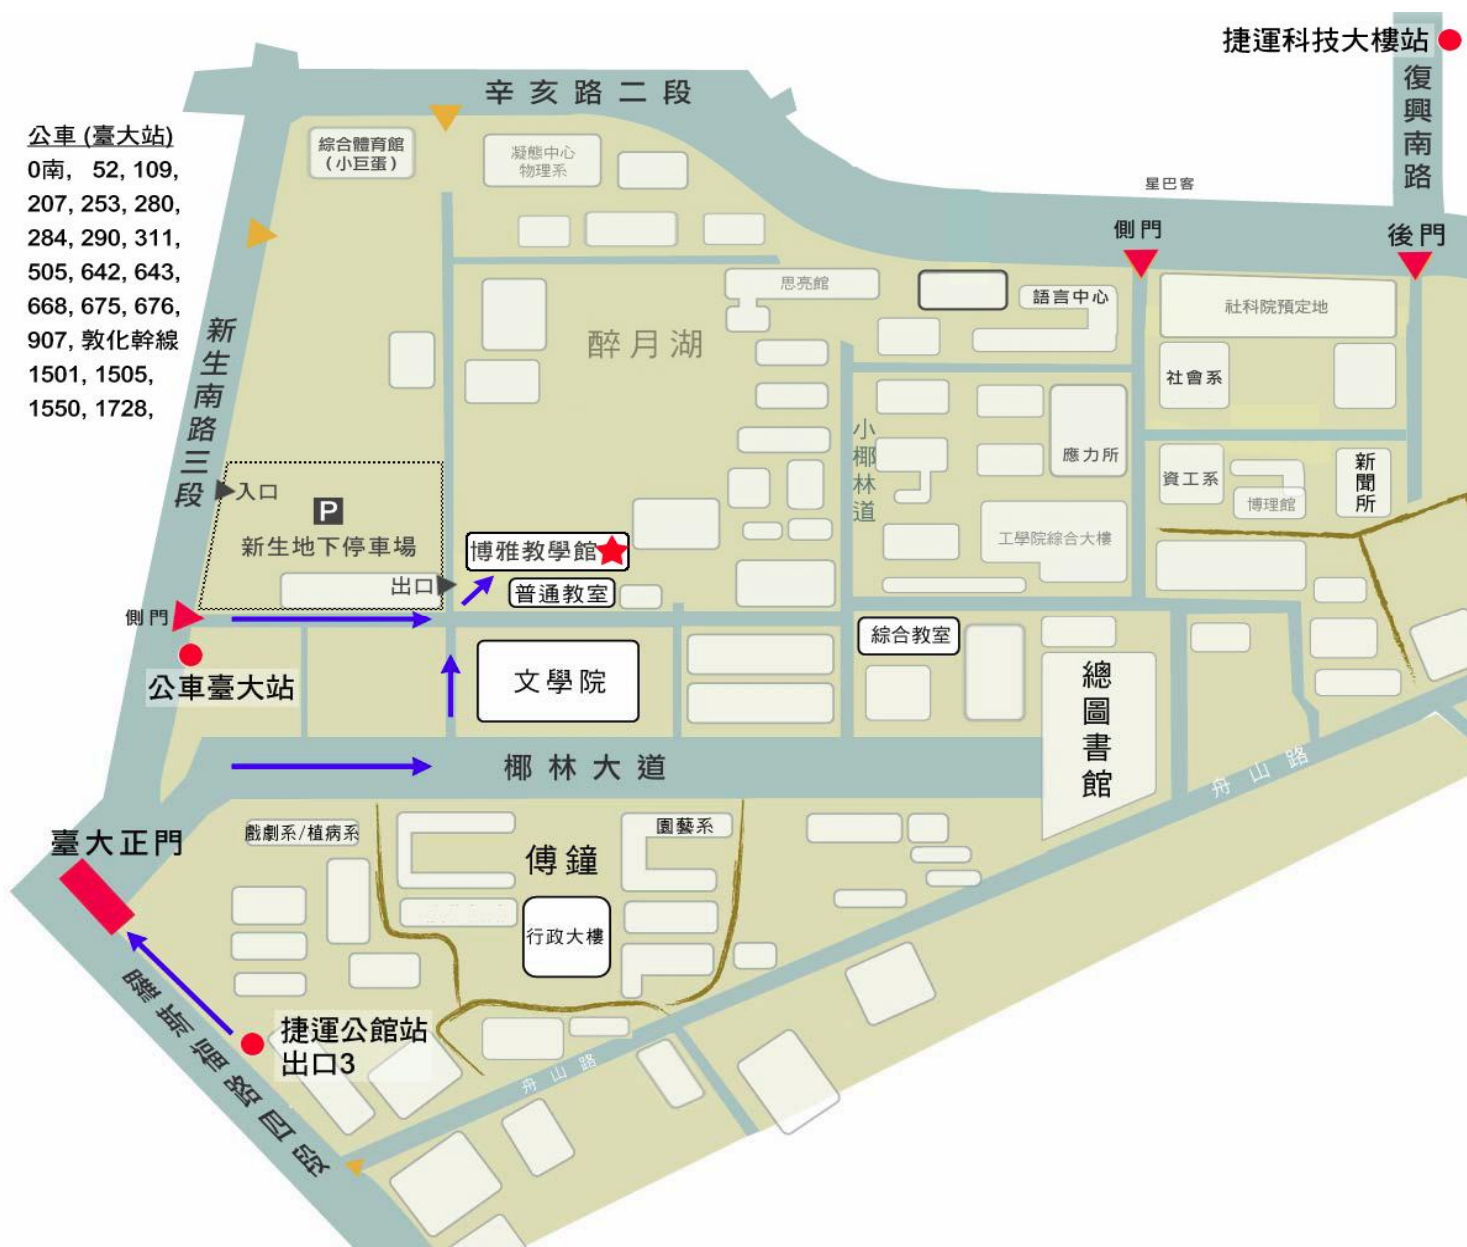 捷運科技大樓站
復興南路
辛亥路二段
公車 (臺大站)
0南, 52, 109,
207, 253, 280,
284, 290, 311,
505, 642, 643,
668, 675, 676,
907, 敦化幹線
1501, 1505,
1550, 1728,
綜合體育館
(小巨蛋)
凝態中心
物理系
星巴客
側門
後門
新生南路三段
思亮館
語言中心
社科院預定地
醉月湖
社會系
小椰林道
應力所
資工系
博理館
新聞所
入口
P
新生地下停車場
出口
博雅教學館
普通教室
工學院綜合大樓
側門
公車臺大站
文學院
綜合教室
總圖書館
椰林大道
舟山路
臺大正門
戲劇系/植病系
傅鐘
園藝系
行政大樓
羅斯福路四段
捷運公館站
出口3
舟山路